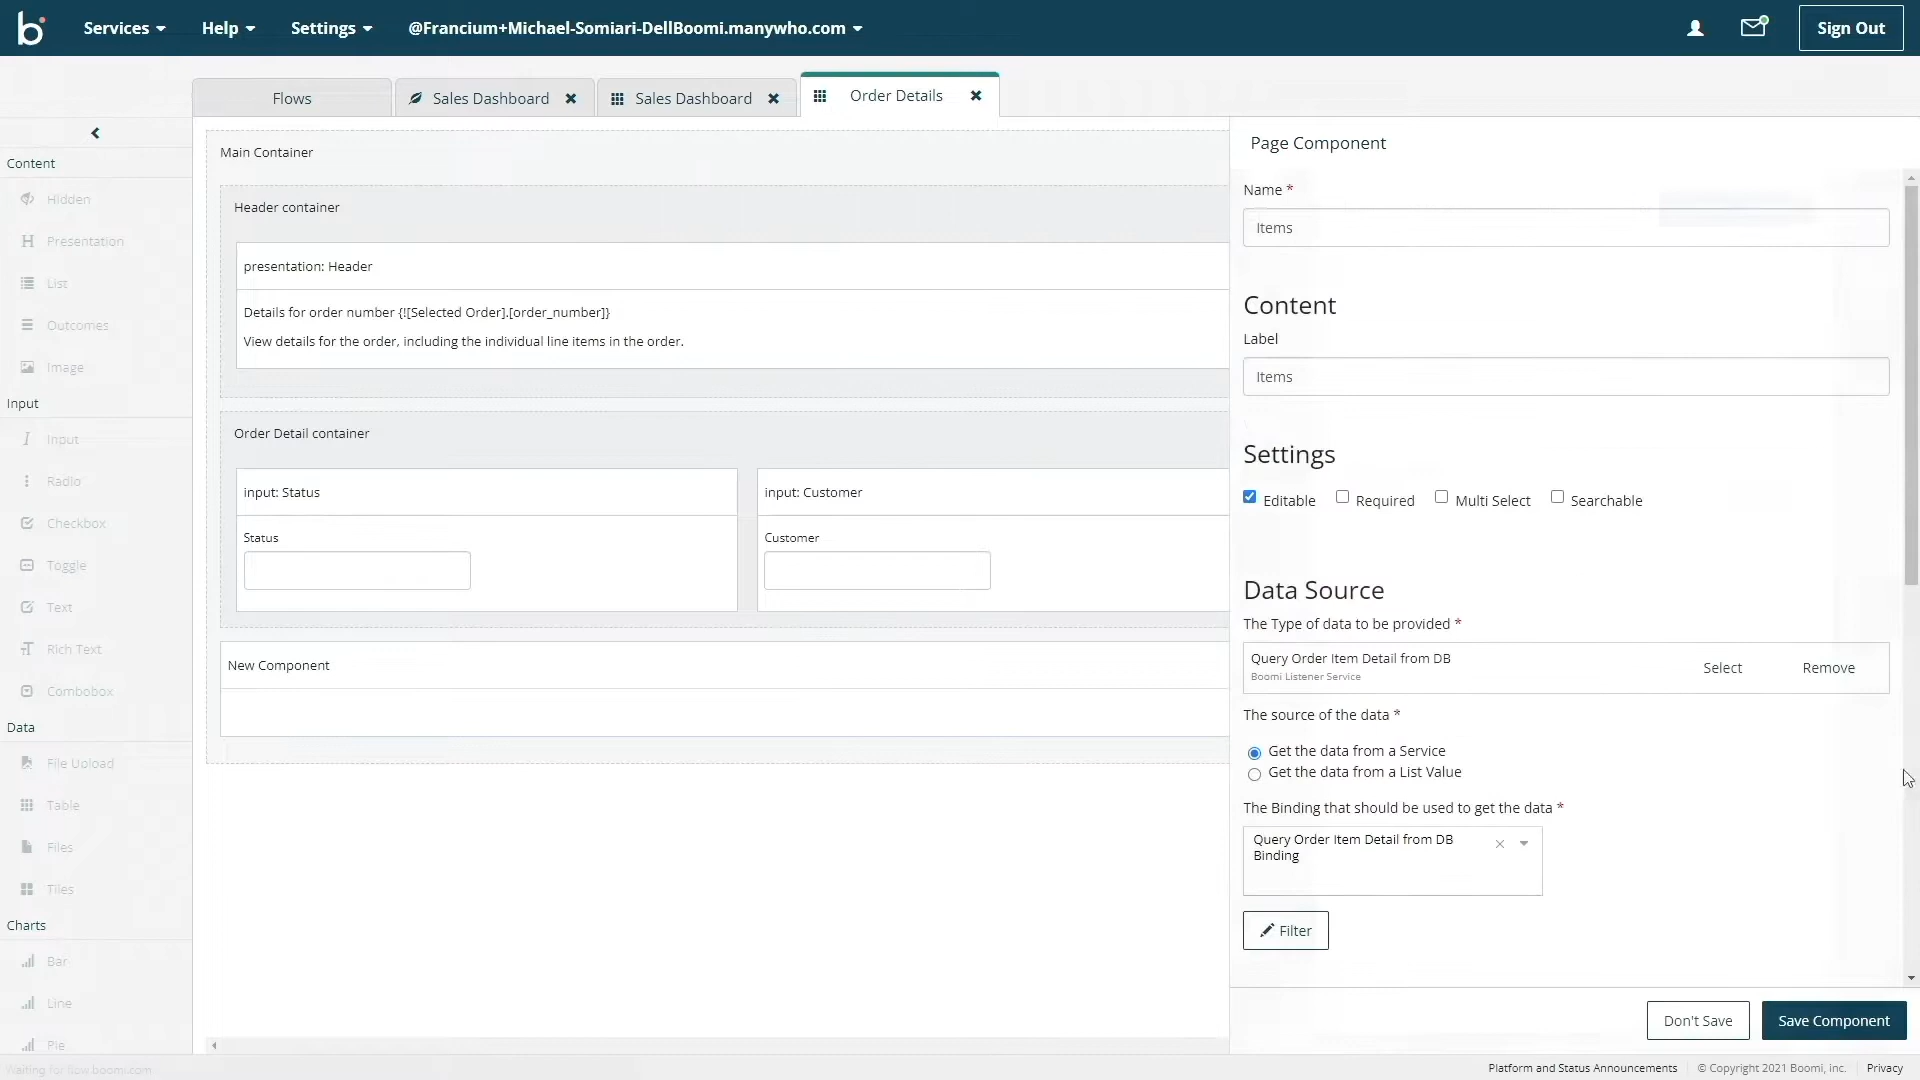 b
Services
Help
Settings
@Francium+Michael-Somiari-DellBoomi.manywho.com
Sign Out
Flows
Sales Dashboard
Sales Dashboard
Order Details
Content
Hidden
Presentation
List
Outcomes
Image
Input
Input
Radio
Checkbox
Toggle
Text
Rich Text
Combobox
Data
File Upload
Table
Files
Tiles
Charts
Bar
Line
Pie
Waiting for flow.boomi.com
Main Container
Header container
presentation: Header
Details for order number {![Selected Order].[order_number]}
View details for the order, including the individual line items in the order.
Order Detail container
input: Status
Status
input: Customer
Customer
New Component
Page Component
Name *
Items
Content
Label
Items
Settings
Editable
Required
Multi Select
Searchable
Data Source
The Type of data to be provided *
Query Order Item Detail from DB
Boomi Listener Service
Select
Remove
The source of the data *
Get the data from a Service
Get the data from a List Value
The Binding that should be used to get the data *
Query Order Item Detail from DB
Binding
Filter
Don't Save
Save Component
Platform and Status Announcements
© Copyright 2021 Boomi, Inc.
Privacy